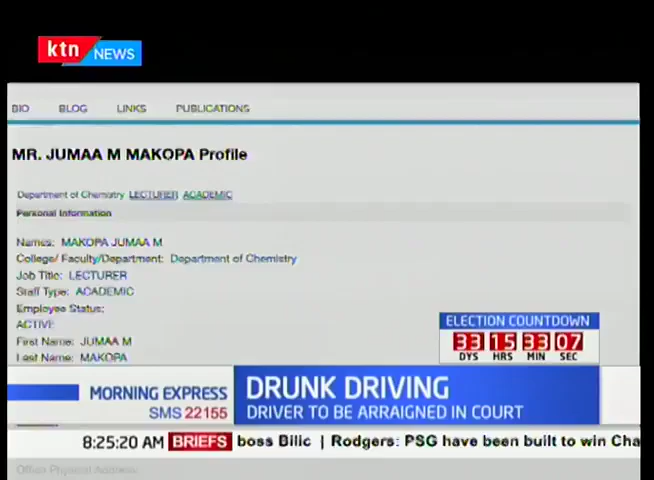 ktn NEWS
BIO BLOG LINKS PUBLICATIONS
MR. JUMAA M MAKOPA Profile
Department of Chemistry LECTURER ACADEMIC
Personal Information
Names: MAKOPA JUMAA M
College/ Faculty/Department: Department of Chemistry
Job Title: LECTURER
Staff Type: ACADEMIC
Employee Status:
ACTIVE
First Name: JUMAA M
Last Name: MAKOPA
ELECTION COUNTDOWN
33 15 33 07
DYS HRS MIN SEC
MORNING EXPRESS
SMS 22155
DRUNK DRIVING
DRIVER TO BE ARRAIGNED IN COURT
8:25:20 AM BRIEFS boss Bilic | Rodgers: PSG have been built to win Cha
Office Physical Address: